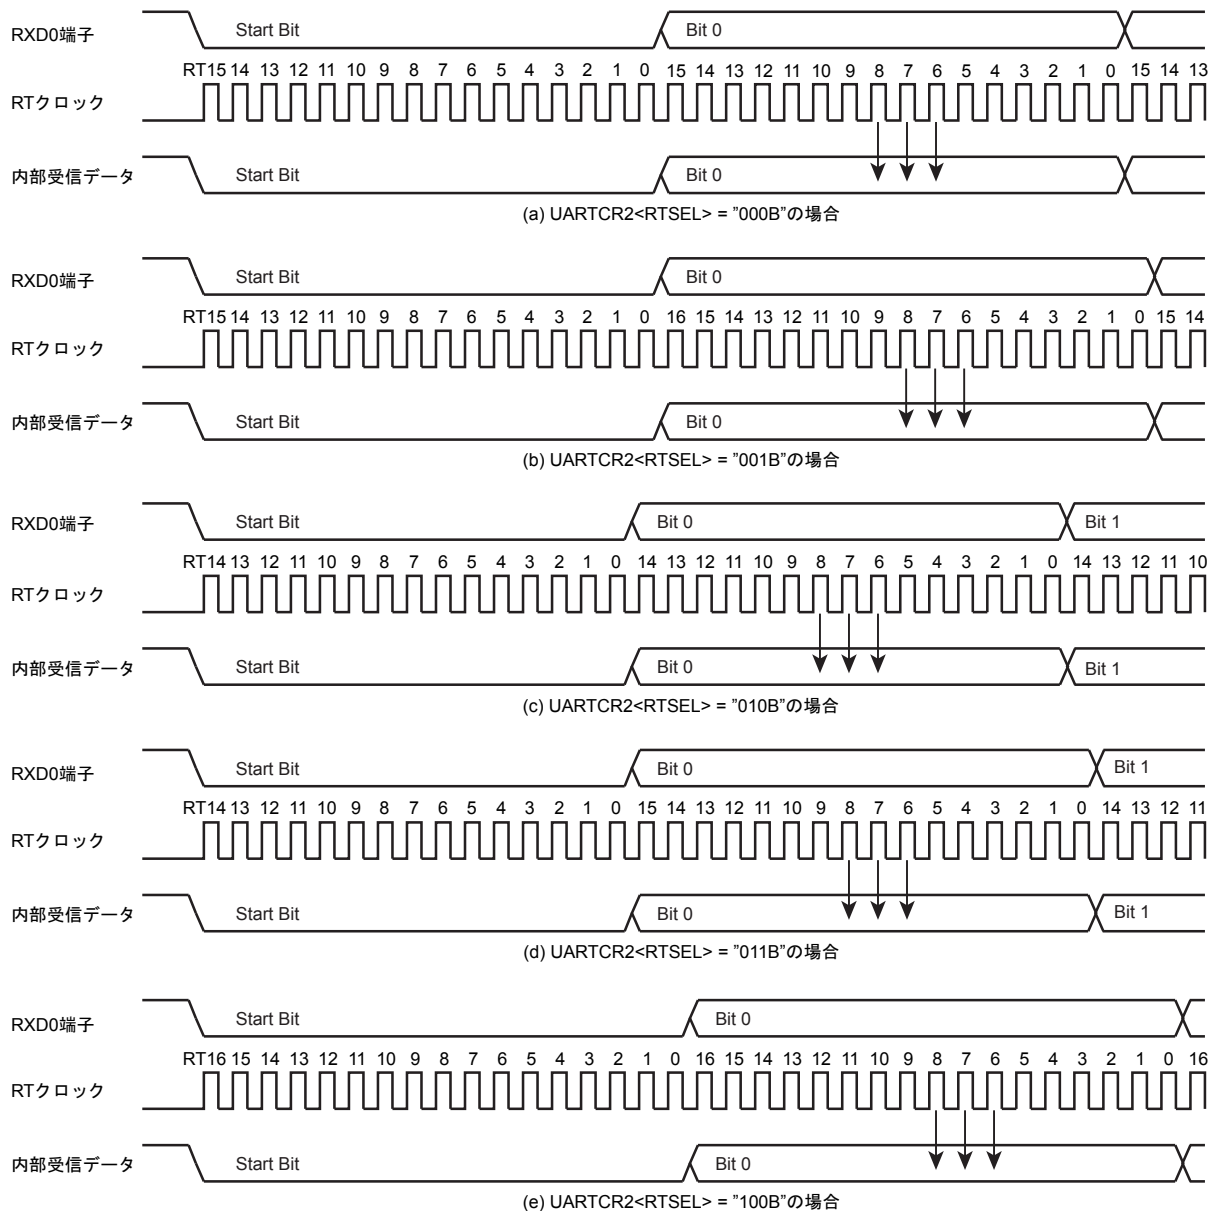 RXD0端子 Start Bit Bit 0
RT15 14 13 12 11 10 9 8 7 6 5 4 3 2 1 0 15 14 13 12 11 10 9 8 7 6 5 4 3 2 1 0 15 14 13
RTクロック
内部受信データ Start Bit Bit 0
(a) UARTCR2<RTSEL> = ”000B”の場合
RXD0端子 Start Bit Bit 0
RT15 14 13 12 11 10 9 8 7 6 5 4 3 2 1 0 16 15 14 13 12 11 10 9 8 7 6 5 4 3 2 1 0 15 14
RTクロック
内部受信データ Start Bit Bit 0
(b) UARTCR2<RTSEL> = ”001B”の場合
RXD0端子 Start Bit Bit 0 Bit 1
RT14 13 12 11 10 9 8 7 6 5 4 3 2 1 0 14 13 12 11 10 9 8 7 6 5 4 3 2 1 0 14 13 12 11 10
RTクロック
内部受信データ Start Bit Bit 0 Bit 1
(c) UARTCR2<RTSEL> = ”010B”の場合
RXD0端子 Start Bit Bit 0 Bit 1
RT14 13 12 11 10 9 8 7 6 5 4 3 2 1 0 15 14 13 12 11 10 9 8 7 6 5 4 3 2 1 0 14 13 12 11
RTクロック
内部受信データ Start Bit Bit 0 Bit 1
(d) UARTCR2<RTSEL> = ”011B”の場合
RXD0端子 Start Bit Bit 0
RT16 15 14 13 12 11 10 9 8 7 6 5 4 3 2 1 0 16 15 14 13 12 11 10 9 8 7 6 5 4 3 2 1 0 16
RTクロック
内部受信データ Start Bit Bit 0
(e) UARTCR2<RTSEL> = ”100B”の場合